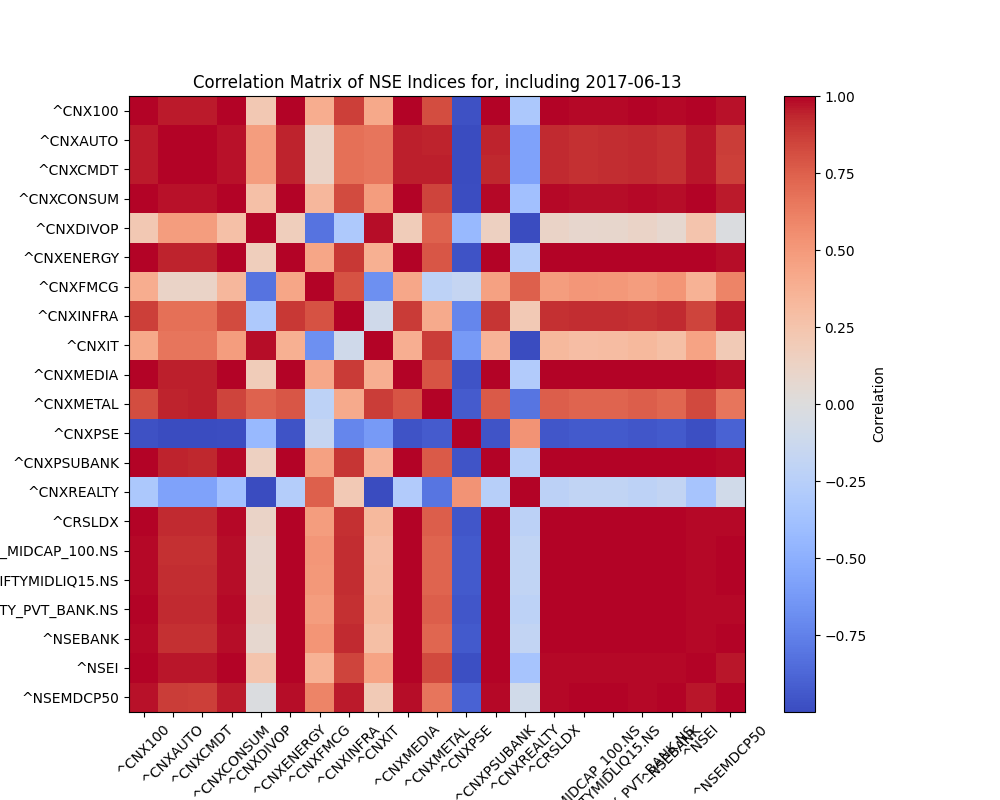 Correlation Matrix of NSE Indices for, including 2017-06-13
^CNX100
^CNXAUTO
^CNXCMDT
^CNXCONSUM
^CNXDIVOP
^CNXENERGY
^CNXFMCG
^CNXINFRA
^CNXIT
^CNXMEDIA
^CNXMETAL
^CNXPSE
^CNXPSUBANK
^CNXREALTY
^CRSLDX
_MIDCAP_100.NS
IFTYMIDLIQ15.NS
TY_PVT_BANK.NS
^NSEBANK
^NSEI
^NSEMDCP50
^CNX100
^CNXAUTO
^CNXCMDT
^CNXCONSUM
^CNXDIVOP
^CNXENERGY
^CNXFMCG
^CNXINFRA
^CNXIT
^CNXMEDIA
^CNXMETAL
^CNXPSE
^CNXPSUBANK
^CNXREALTY
^CRSLDX
MIDCAP_100.NS
TYMIDLIQ15.NS
PVT_BANK.NS
^NSEBANK
^NSEI
^NSEMDCP50
1.00
0.75
0.50
0.25
0.00
−0.25
−0.50
−0.75
Correlation